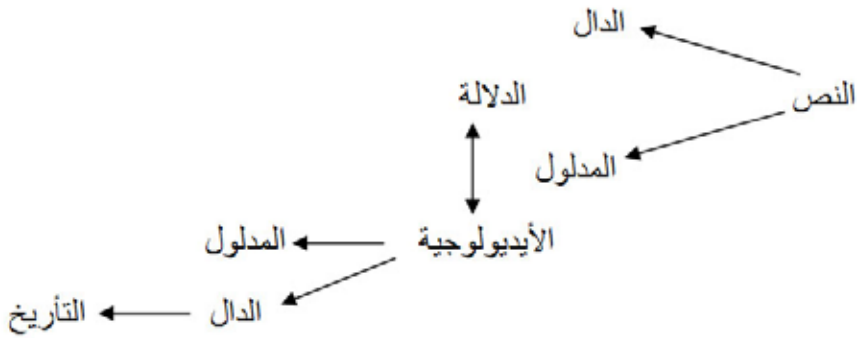 الدال
النص
الدلالة
المدلول
الأيديولوجية
المدلول
الدال
التأريخ